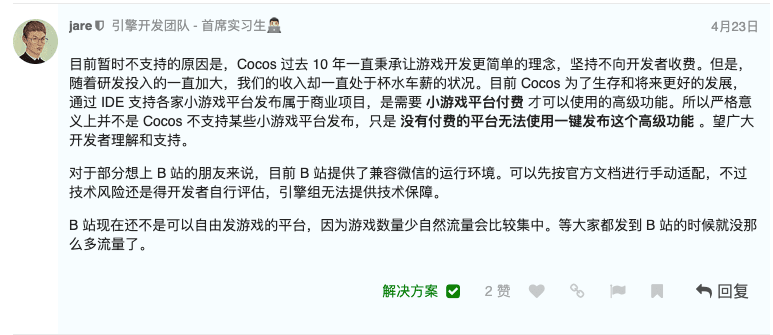 jare 引擎开发团队 - 首席实习生 4月23日
目前暂时不支持的原因是，Cocos 过去 10 年一直秉承让游戏开发更简单的理念，坚持不向开发者收费。但是，
随着研发投入的一直加大，我们的收入却一直处于杯水车薪的状况。目前 Cocos 为了生存和将来更好的发展，
通过 IDE 支持各家小游戏平台发布属于商业项目，是需要 小游戏平台付费 才可以使用的高级功能。所以严格意
义上并不是 Cocos 不支持某些小游戏平台发布，只是 没有付费的平台无法使用一键发布这个高级功能 。望广大
开发者理解和支持。
对于部分想上 B 站的朋友来说，目前 B 站提供了兼容微信的运行环境。可以先按官方文档进行手动适配，不过
技术风险还是得开发者自行评估，引擎组无法提供技术保障。
B 站现在还不是可以自由发游戏的平台，因为游戏数量少自然流量会比较集中。等大家都发到 B 站的时候就没那
么多流量了。
解决方案 2 赞 回复